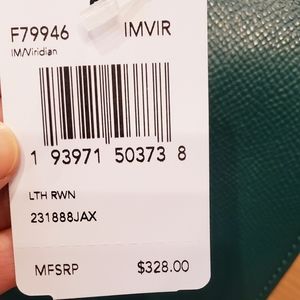 F79946 IMVIR
IM/Viridian
1 93971 50373 8
LTH RWN
231888JAX
MFSRP $328.00